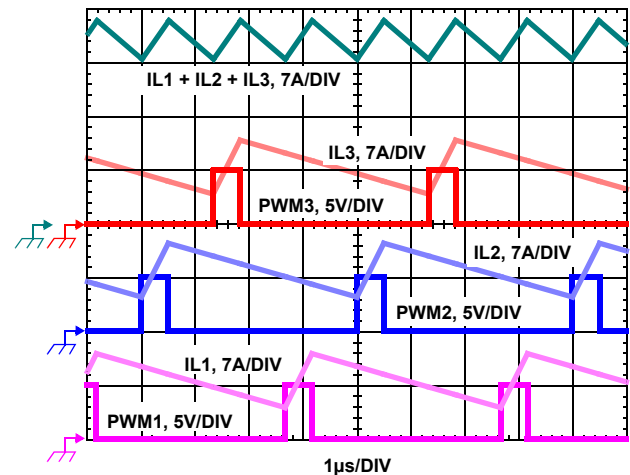 IL1 + IL2 + IL3, 7A/DIV
IL3, 7A/DIV
PWM3, 5V/DIV
IL2, 7A/DIV
PWM2, 5V/DIV
IL1, 7A/DIV
PWM1, 5V/DIV
1µs/DIV